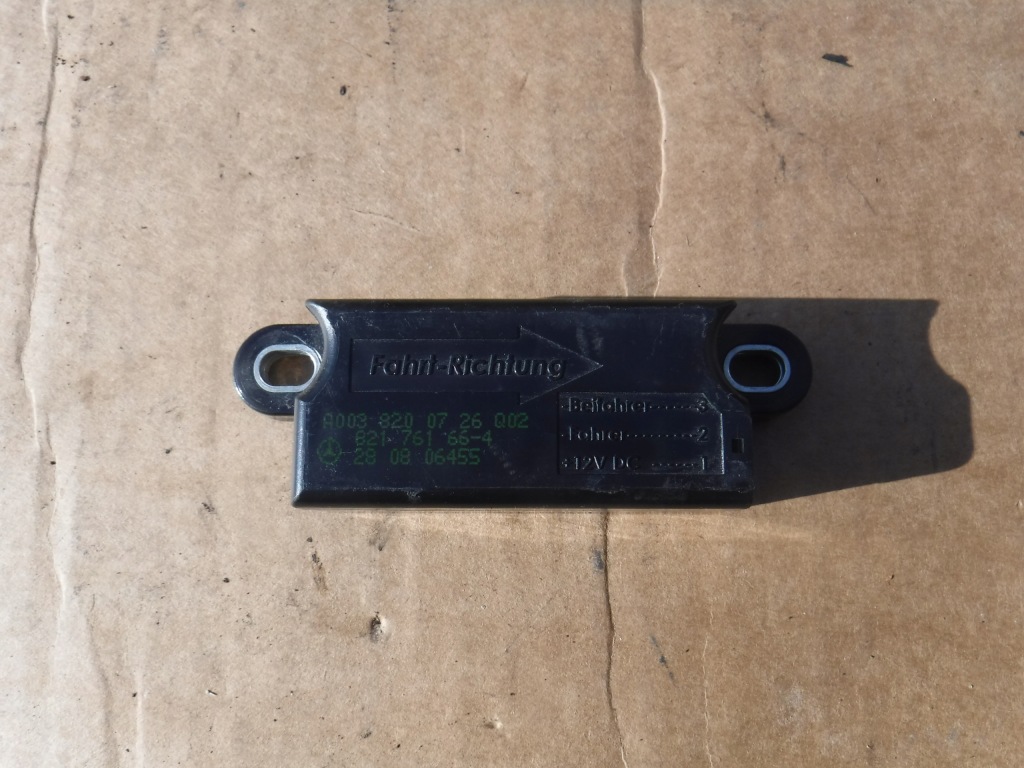 Fahrt-Richtung
A003 820 07 26 Q02
821 761 66-4
28 08 06455
Beifahrer......3
Fahrer.........2
+12V DC ......1